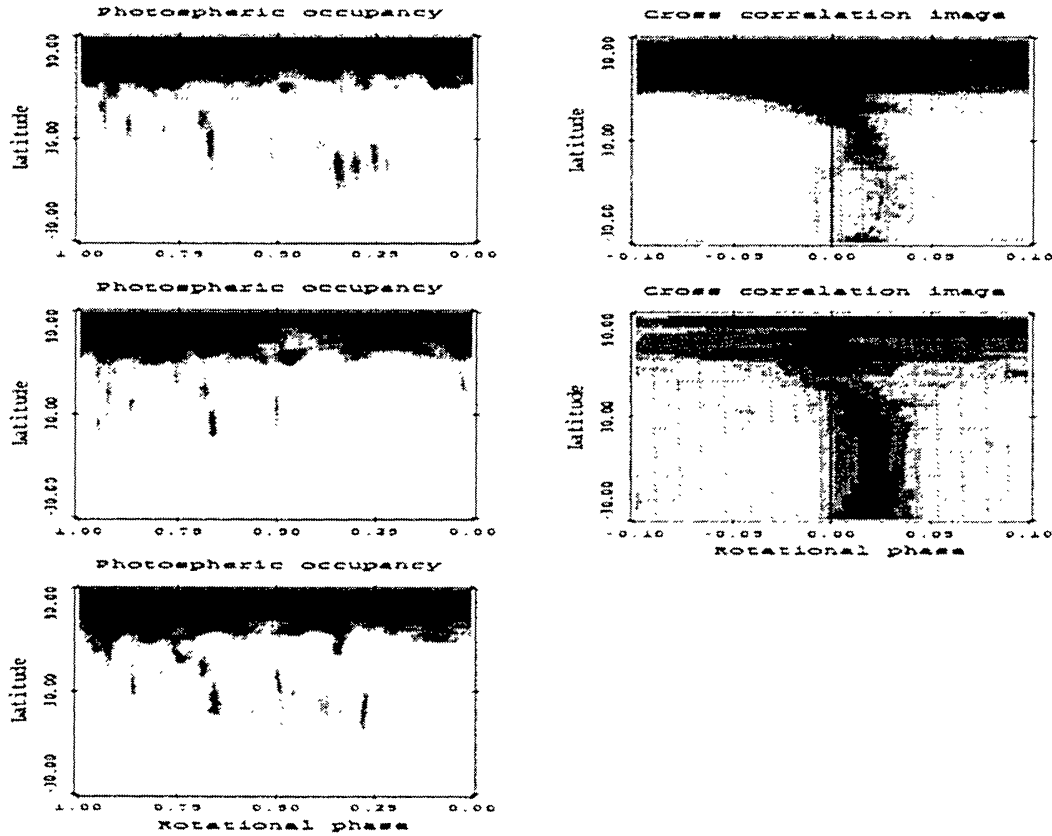 Photospheric occupancy
Latitude
1.00 0.75 0.50 0.25 0.00
Cross correlation image
Latitude
-0.10 -0.05 0.00 0.05 0.10
Photospheric occupancy
Latitude
1.00 0.75 0.50 0.25 0.00
Cross correlation image
Latitude
-0.10 -0.05 0.00 0.05 0.10
Rotational phase
Photospheric occupancy
Latitude
1.00 0.75 0.50 0.25 0.00
Rotational phase